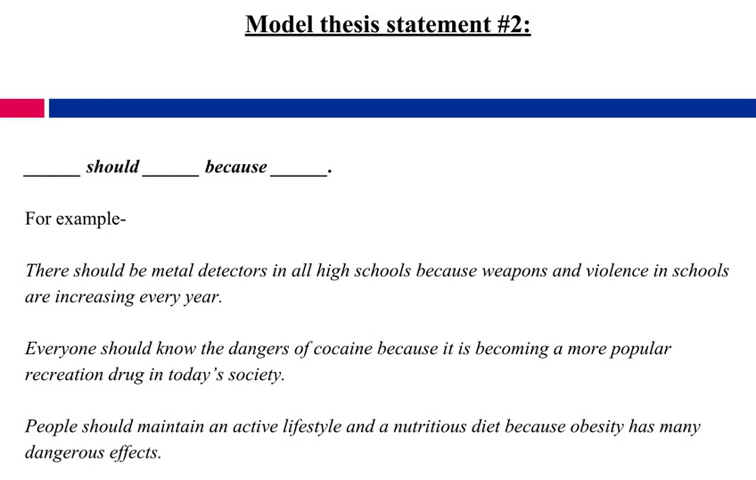 Model thesis statement #2:
______ should ______ because ______.
For example-
There should be metal detectors in all high schools because weapons and violence in schools
are increasing every year.
Everyone should know the dangers of cocaine because it is becoming a more popular
recreation drug in today’s society.
People should maintain an active lifestyle and a nutritious diet because obesity has many
dangerous effects.